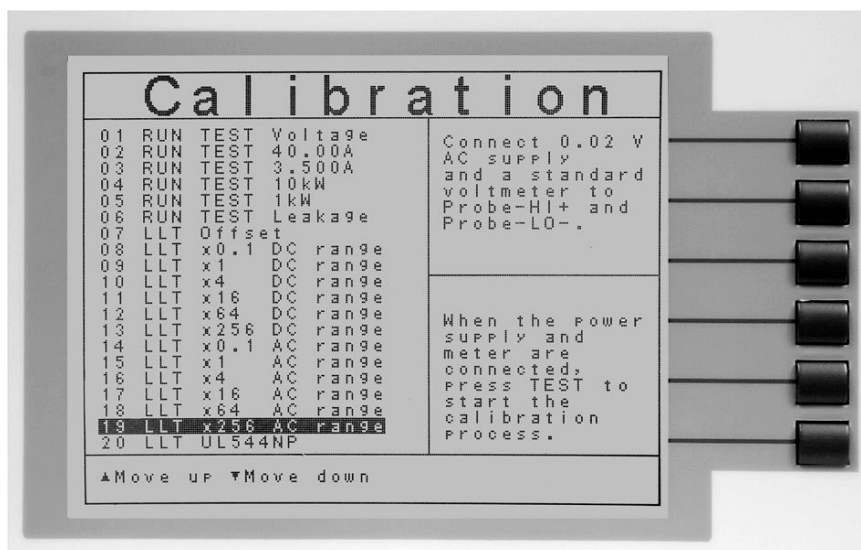 Calibration
01 RUN TEST Voltage
02 RUN TEST 40.00A
03 RUN TEST 3.500A
04 RUN TEST 10kW
05 RUN TEST 1kW
06 RUN TEST Leakage
07 LLT Offset
08 LLT x0.1 DC range
09 LLT x1 DC range
10 LLT x4 DC range
11 LLT x16 DC range
12 LLT x64 DC range
13 LLT x256 DC range
14 LLT x0.1 AC range
15 LLT x1 AC range
16 LLT x4 AC range
17 LLT x16 AC range
18 LLT x64 AC range
19 LLT x256 AC range
20 LLT UL544NP
Connect 0.02 V
AC supply
and a standard
voltmeter to
Probe-HI+ and
Probe-LO-.
When the power
supply and
meter are
connected,
press TEST to
start the
calibration
process.
▲Move up ▼Move down